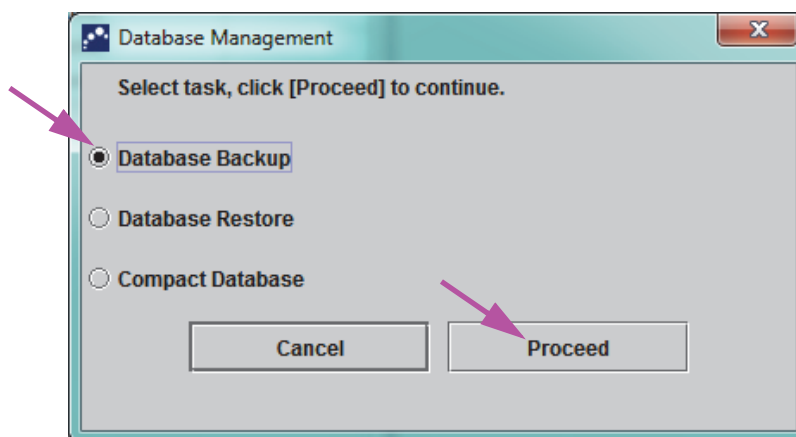 Database Management
Select task, click [Proceed] to continue.
Database Backup
Database Restore
Compact Database
Cancel Proceed